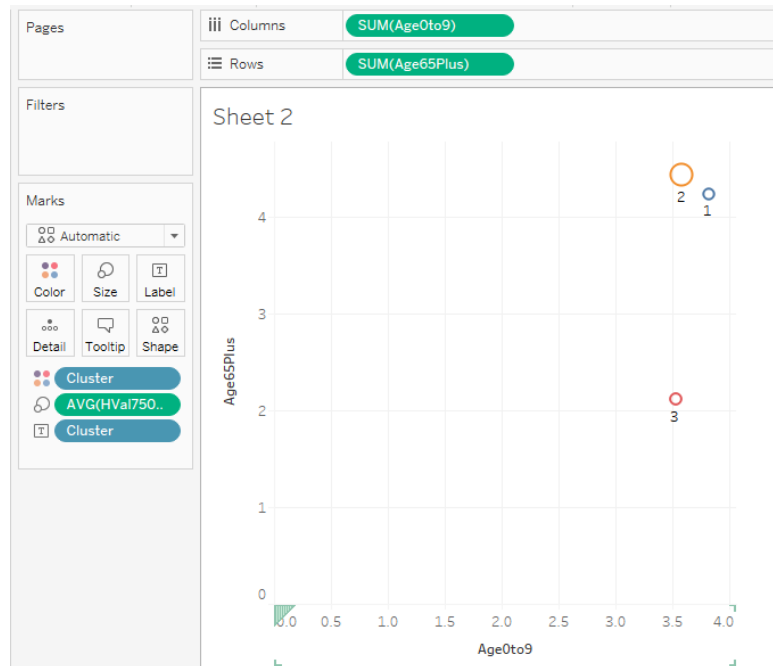 Pages
Columns
SUM(Age0to9)
Rows
SUM(Age65Plus)
Filters
Sheet 2
Marks
Automatic
Color
Size
Label
Detail
Tooltip
Shape
Cluster
AVG(HVal750..
Cluster
Age65Plus
4
3
2
1
0
2
1
3
0.0 0.5 1.0 1.5 2.0 2.5 3.0 3.5 4.0
Age0to9